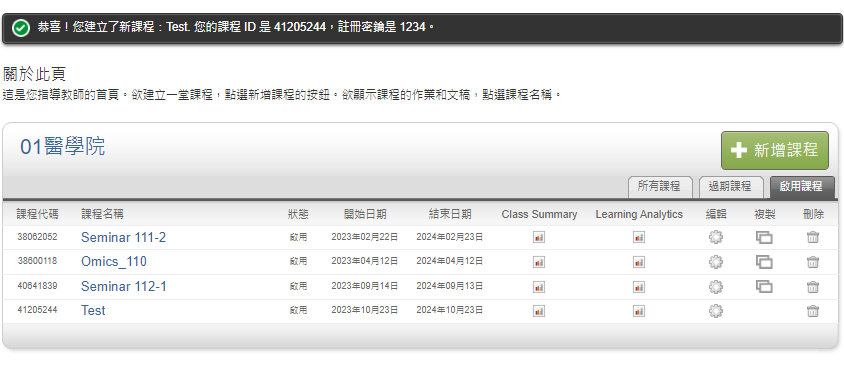 恭喜！您建立了新課程：Test. 您的課程 ID 是 41205244，註冊密鑰是 1234。
關於此頁
這是您指導教師的首頁。欲建立一堂課程，點選新增課程的按鈕。欲顯示課程的作業和文稿，點選課程名稱。
01醫學院
新增課程
所有課程 過期課程 啟用課程
課程代碼 課程名稱 狀態 開始日期 結束日期 Class Summary Learning Analytics 編輯 複製 刪除
38062052 Seminar 111-2 啟用 2023年02月22日 2024年02月23日
38600118 Omics_110 啟用 2023年04月12日 2024年04月12日
40641839 Seminar 112-1 啟用 2023年09月14日 2024年09月13日
41205244 Test 啟用 2023年10月23日 2024年10月23日